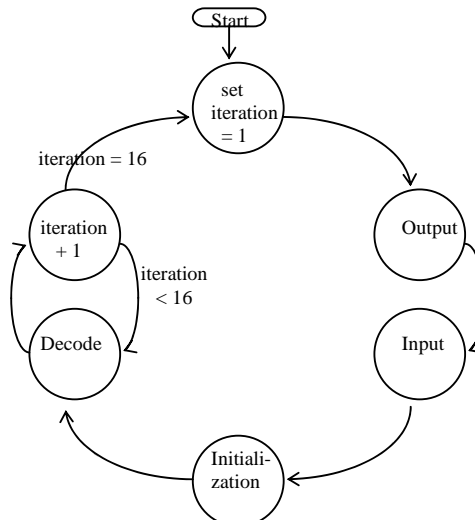 Start
set
iteration
= 1
iteration = 16
iteration
+ 1
Output
iteration
< 16
Decode
Input
Initiali-
zation